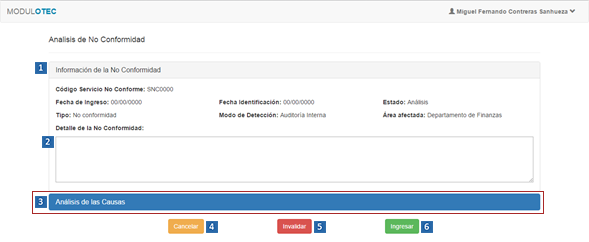 MODULOTEC
Miguel Fernando Contreras Sanhueza
Analisis de No Conformidad
1
Información de la No Conformidad
Código Servicio No Conforme: SNC0000
Fecha de Ingreso: 00/00/0000 Fecha Identificación: 00/00/0000 Estado: Análisis
Tipo: No conformidad Modo de Detección: Auditoría Interna Área afectada: Departamento de Finanzas
Detalle de la No Conformidad:
2
3 Análisis de las Causas
Cancelar 4 Invalidar 5 Ingresar 6